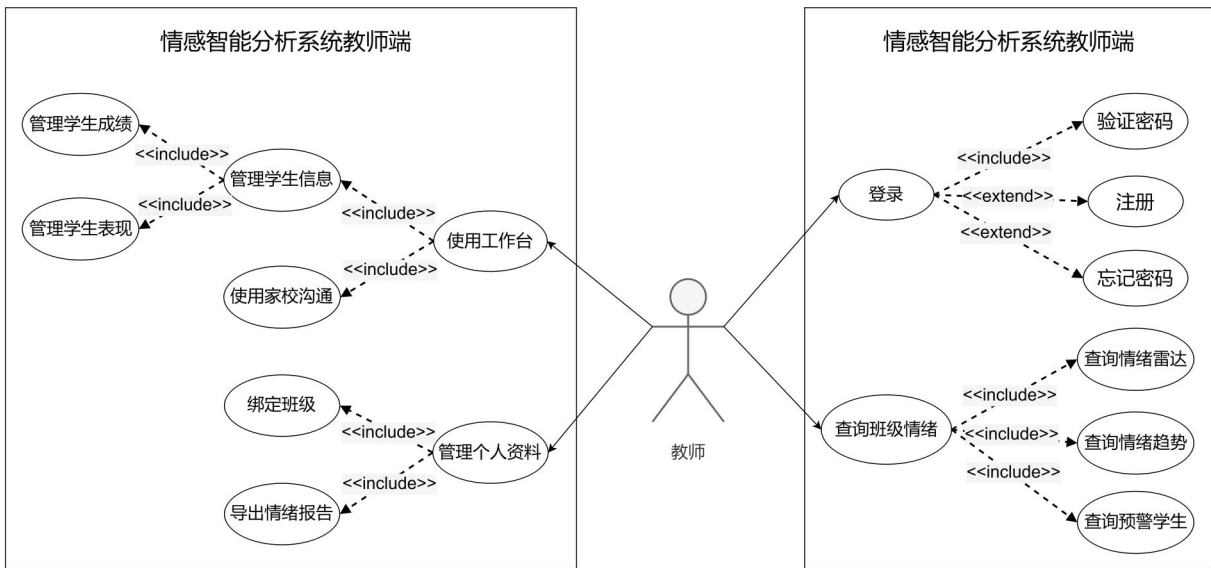 情感智能分析系统教师端
管理学生成绩
<<include>>
管理学生信息
<<include>>
管理学生表现
<<include>>
使用工作台
<<include>>
使用家校沟通
绑定班级
<<include>>
管理个人资料
<<include>>
导出情绪报告
教师
情感智能分析系统教师端
验证密码
<<include>>
登录
<<extend>>
注册
<<extend>>
忘记密码
查询情绪雷达
<<include>>
查询班级情绪
<<include>>
查询情绪趋势
<<include>>
查询预警学生